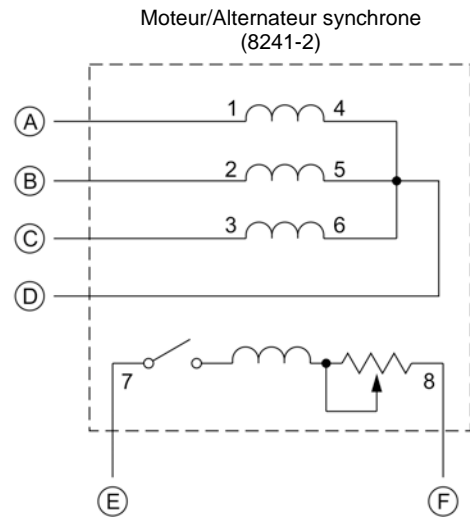 Moteur/Alternateur synchrone
(8241-2)
A 1 4
B 2 5
C 3 6
D
7 8
E F